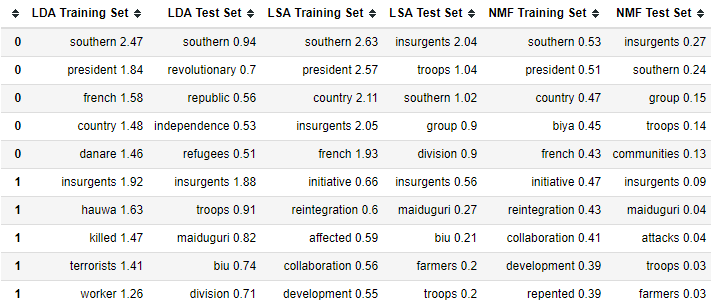 LDA Training Set LDA Test Set LSA Training Set LSA Test Set NMF Training Set NMF Test Set
0 southern 2.47 southern 0.94 southern 2.63 insurgents 2.04 southern 0.53 insurgents 0.27
0 president 1.84 revolutionary 0.7 president 2.57 troops 1.04 president 0.51 southern 0.24
0 french 1.58 republic 0.56 country 2.11 southern 1.02 country 0.47 group 0.15
0 country 1.48 independence 0.53 insurgents 2.05 group 0.9 biya 0.45 troops 0.14
0 danare 1.46 refugees 0.51 french 1.93 division 0.9 french 0.43 communities 0.13
1 insurgents 1.92 insurgents 1.88 initiative 0.66 insurgents 0.56 initiative 0.47 insurgents 0.09
1 hauwa 1.63 troops 0.91 reintegration 0.6 maiduguri 0.27 reintegration 0.43 maiduguri 0.04
1 killed 1.47 maiduguri 0.82 affected 0.59 biu 0.21 collaboration 0.41 attacks 0.04
1 terrorists 1.41 biu 0.74 collaboration 0.56 farmers 0.2 development 0.39 troops 0.03
1 worker 1.26 division 0.71 development 0.55 troops 0.2 repented 0.39 farmers 0.03